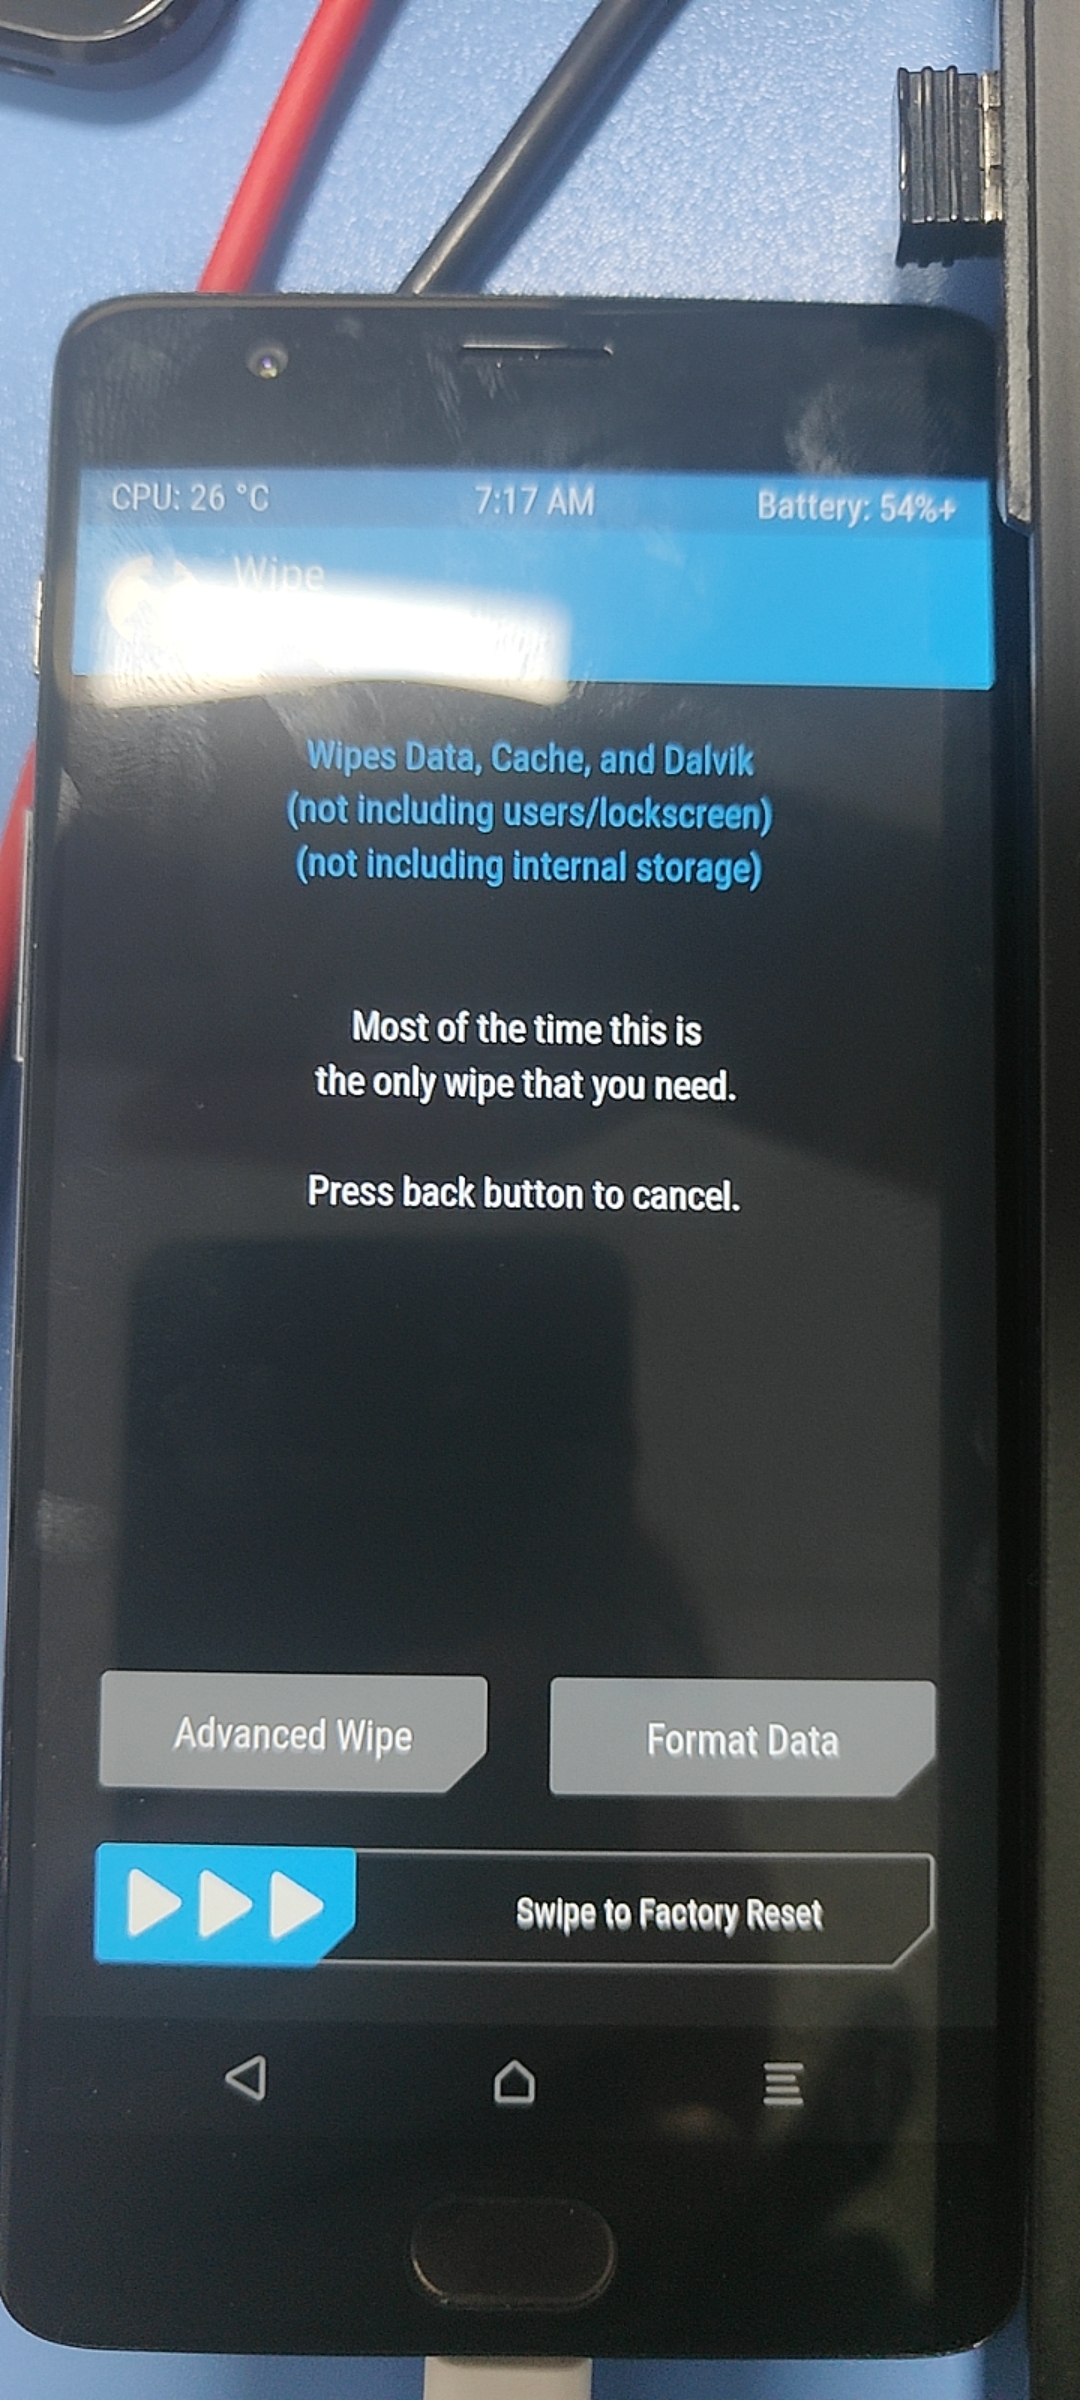 CPU: 26 °C
7:17 AM
Battery: 54%+
Wipe
Wipes Data, Cache, and Dalvik
(not including users/lockscreen)
(not including internal storage)
Most of the time this is
the only wipe that you need.
Press back button to cancel.
Advanced Wipe
Format Data
Swipe to Factory Reset